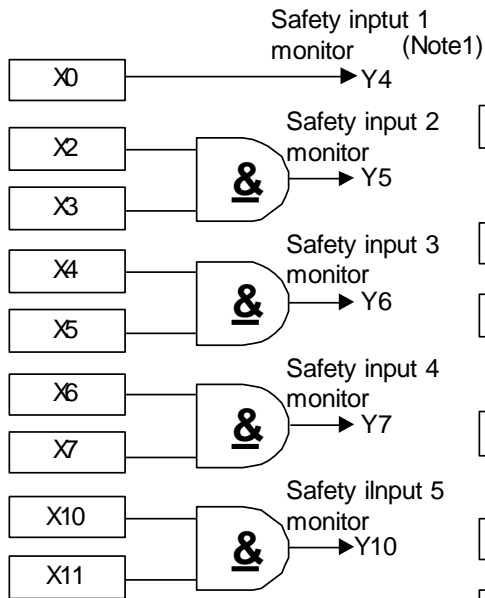 Safety inptut 1
monitor (Note1)
X0
Y4
Safety input 2
monitor
X2
&
Y5
X3
Safety input 3
monitor
X4
&
Y6
X5
Safety input 4
monitor
X6
&
Y7
X7
Safety ilnput 5
monitor
X10
&
Y10
X11